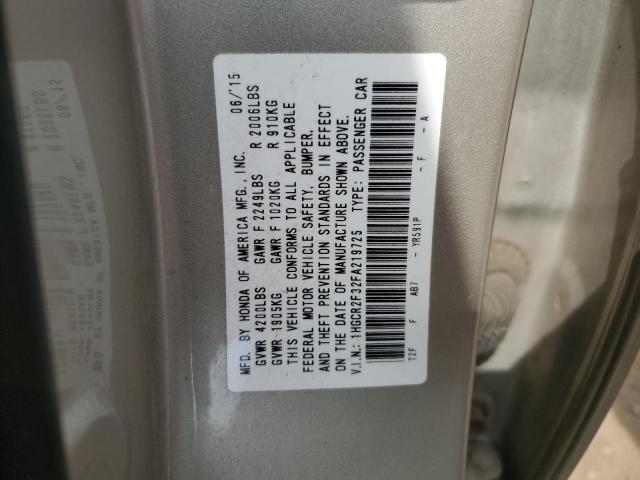 MFD. BY HONDA OF AMERICA MFG., INC. 06/'15
GVWR 4200LBS GAWR F 2249LBS R 2006LBS
GVWR 1905KG GAWR F 1020KG R 910KG
THIS VEHICLE CONFORMS TO ALL APPLICABLE
FEDERAL MOTOR VEHICLE SAFETY, BUMPER,
AND THEFT PREVENTION STANDARDS IN EFFECT
ON THE DATE OF MANUFACTURE SHOWN ABOVE.
V.I.N.: 1HGCR2F32FA219725 TYPE: PASSENGER CAR
T2F F AB7 - YR591P - F - A